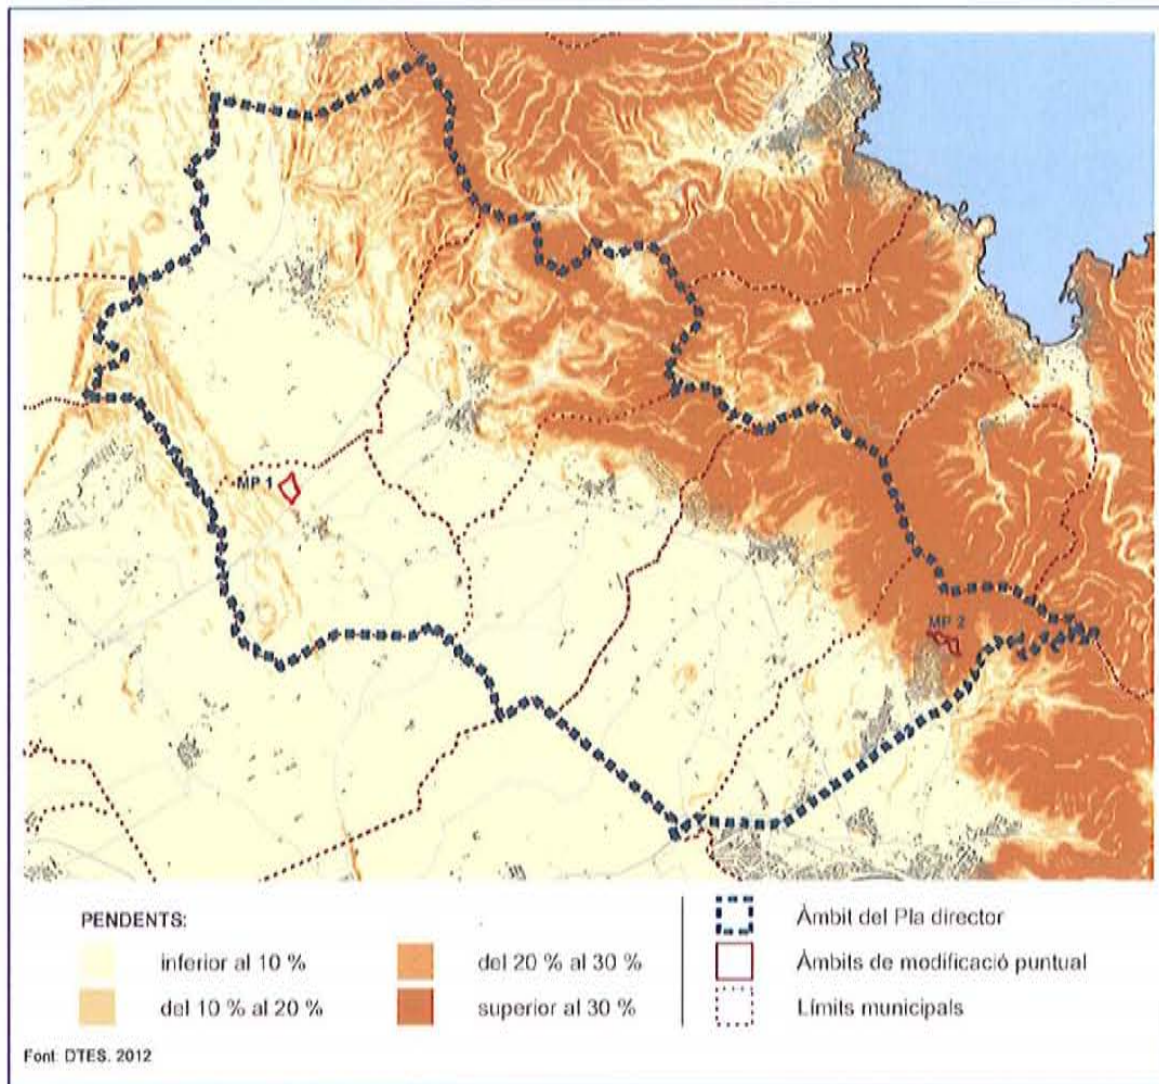 MP 1
MP 2
PENDENTS:
inferior al 10 %
del 10 % al 20 %
del 20 % al 30 %
superior al 30 %
Àmbit del Pla director
Àmbits de modificació puntual
Límits municipals
Font: DTES. 2012